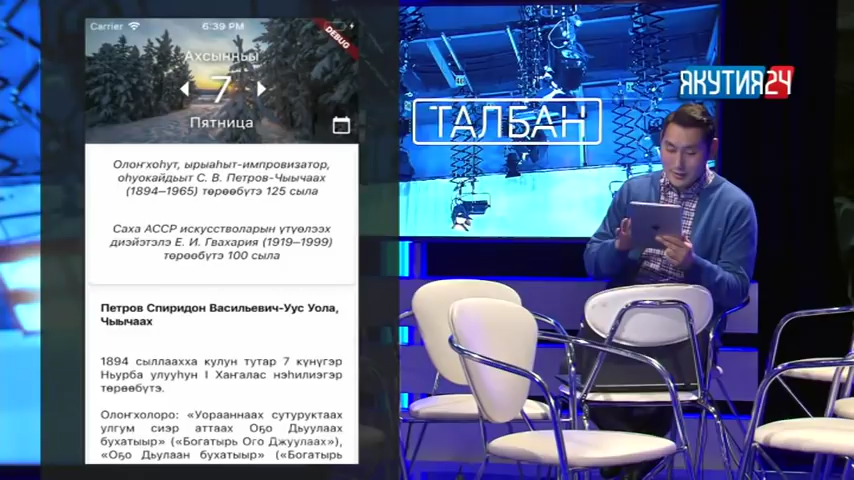 Carrier
6:39 PM
DEBUG
Ахсынньы
7
Пятница
Олоҥхоһут, ырыаһыт-импровизатор,
оһуокайдьыт С. В. Петров-Чыычаах
(1894–1965) төрөөбүтэ 125 сыла
Саха АССР искусстволарын үтүөлээх
диэйэтэлэ Е. И. Гвахария (1919–1999)
төрөөбүтэ 100 сыла
Петров Спиридон Васильевич-Уус Уола,
Чыычаах
1894 сыллаахха кулун тутар 7 күнүгэр
Ньурба улууһун I Хаҥалас нэһилиэгэр
төрөөбүтэ.
Олоҥхолоро: «Уораannaах сутуруктаах
улгум сиэр аттаах Оҕо Дьуулаах
бухатыыр» («Богатырь Ого Джуулаах»),
«Оҕо Дьулаан бухатыыр» («Богатырь
ТАЛБАН
ЯКУТИЯ24